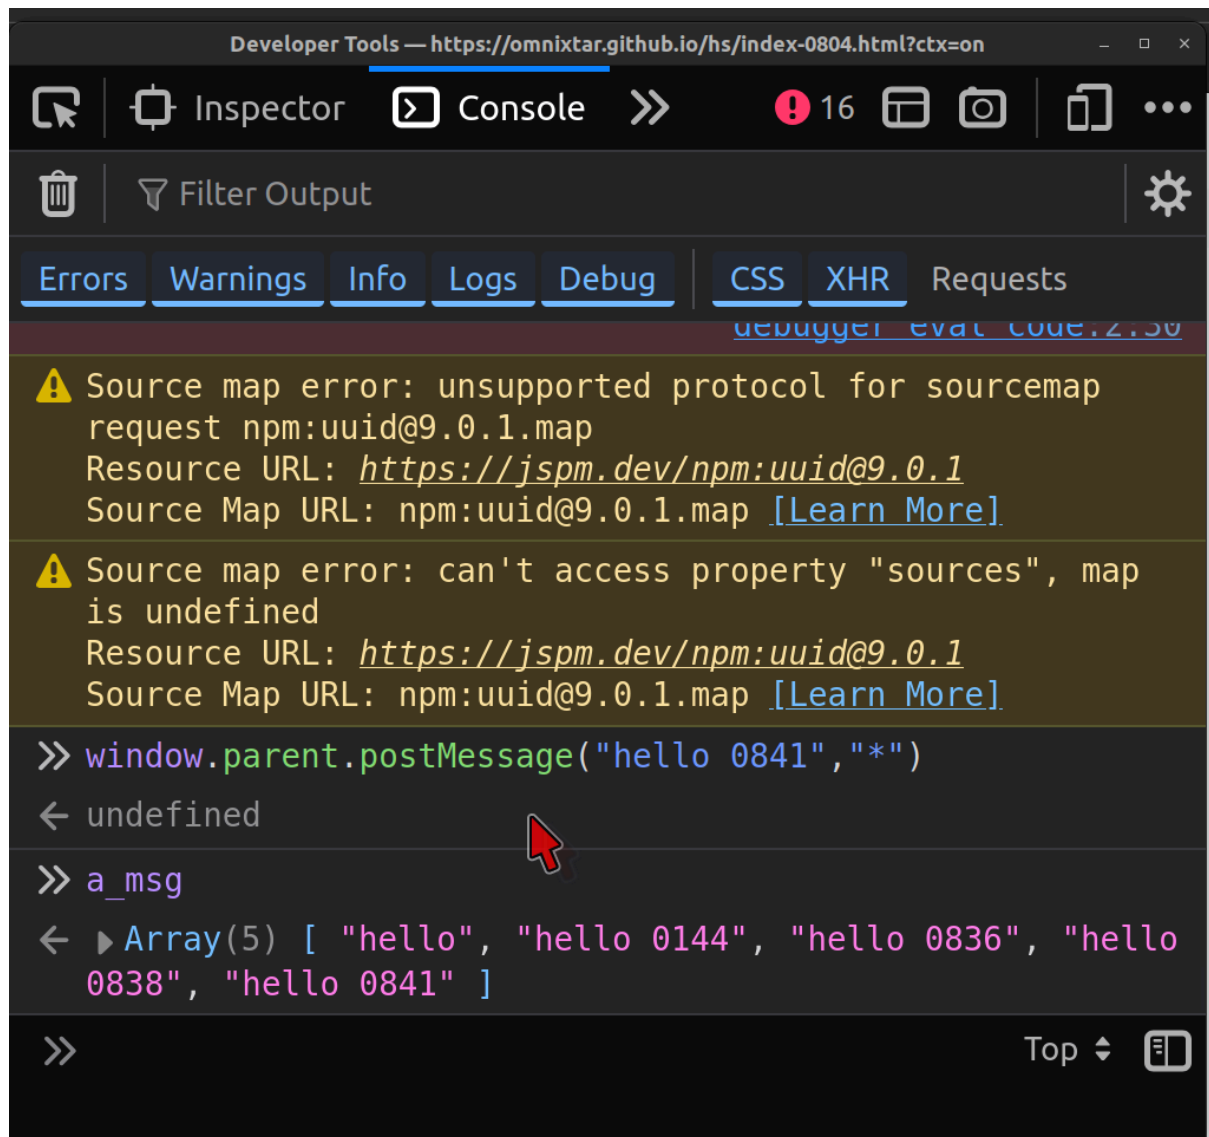 Developer Tools — https://omnixtar.github.io/hs/index-0804.html?ctx=on
Inspector Console 16
Filter Output
Errors Warnings Info Logs Debug CSS XHR Requests
debugger eval code:2:30
Source map error: unsupported protocol for sourcemap
request npm:uuid@9.0.1.map
Resource URL: https://jspm.dev/npm:uuid@9.0.1
Source Map URL: npm:uuid@9.0.1.map [Learn More]
Source map error: can't access property "sources", map
is undefined
Resource URL: https://jspm.dev/npm:uuid@9.0.1
Source Map URL: npm:uuid@9.0.1.map [Learn More]
window.parent.postMessage("hello 0841","*")
undefined
a_msg
Array(5) [ "hello", "hello 0144", "hello 0836", "hello
0838", "hello 0841" ]
Top